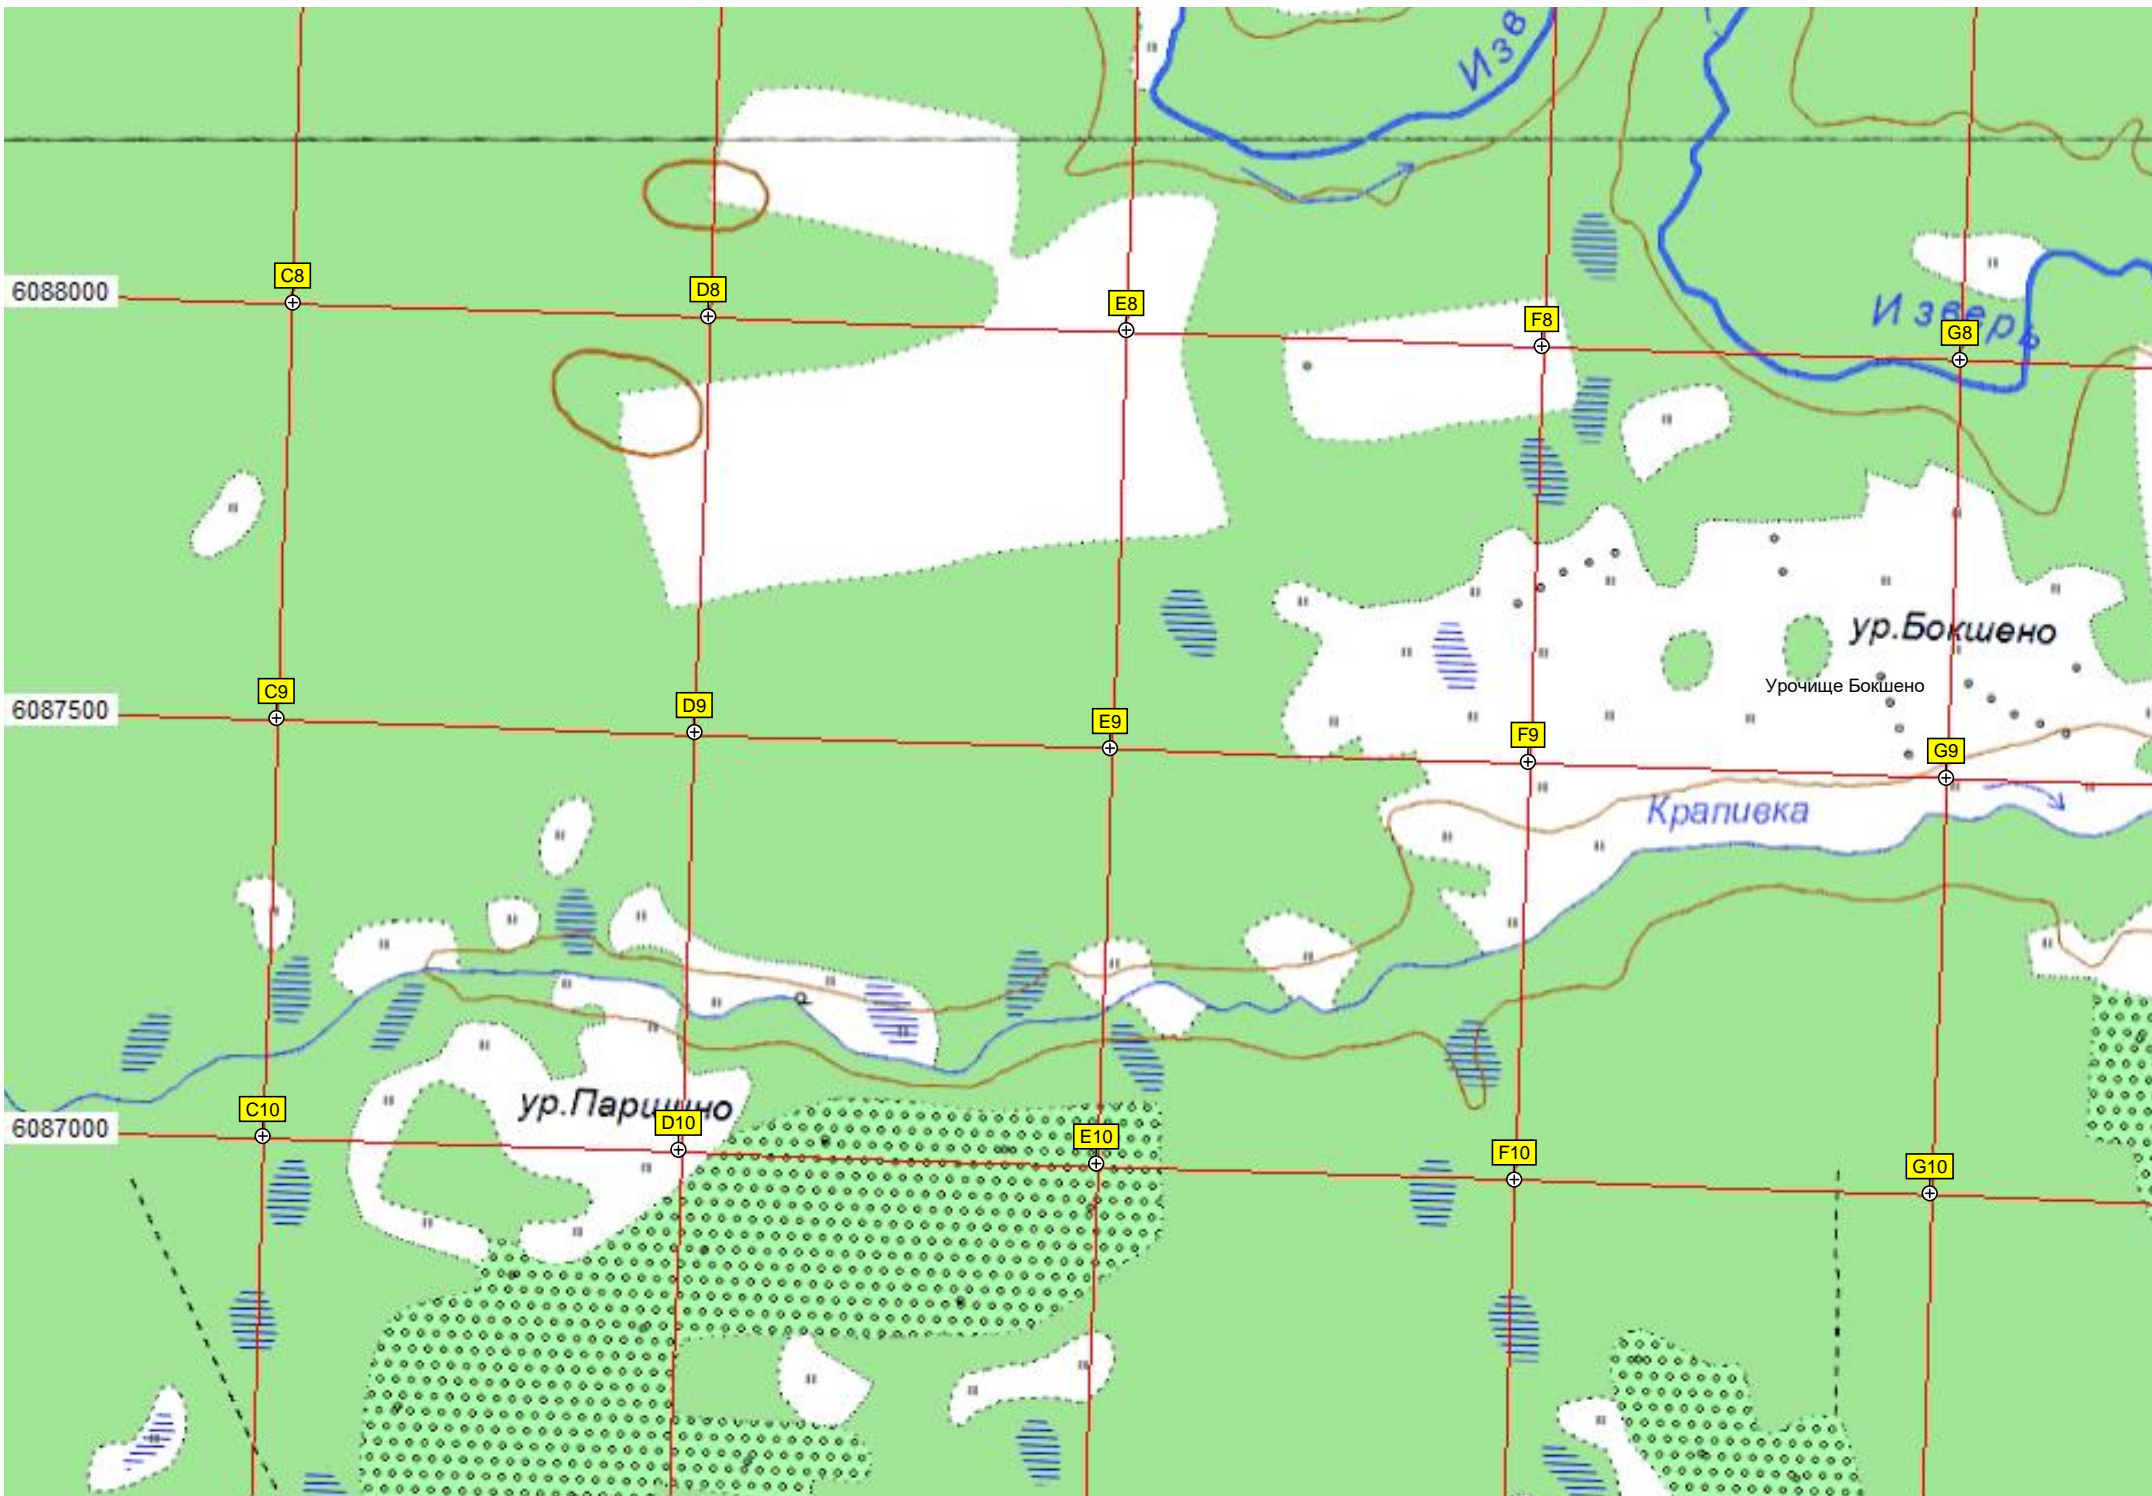 Изв
C8
D8
E8
F8
G8
6088000
Изверь
ур.Бокшено
Урочище Бокшено
C9
D9
E9
F9
G9
6087500
Крапивка
ур.Паршино
C10
D10
E10
F10
G10
6087000